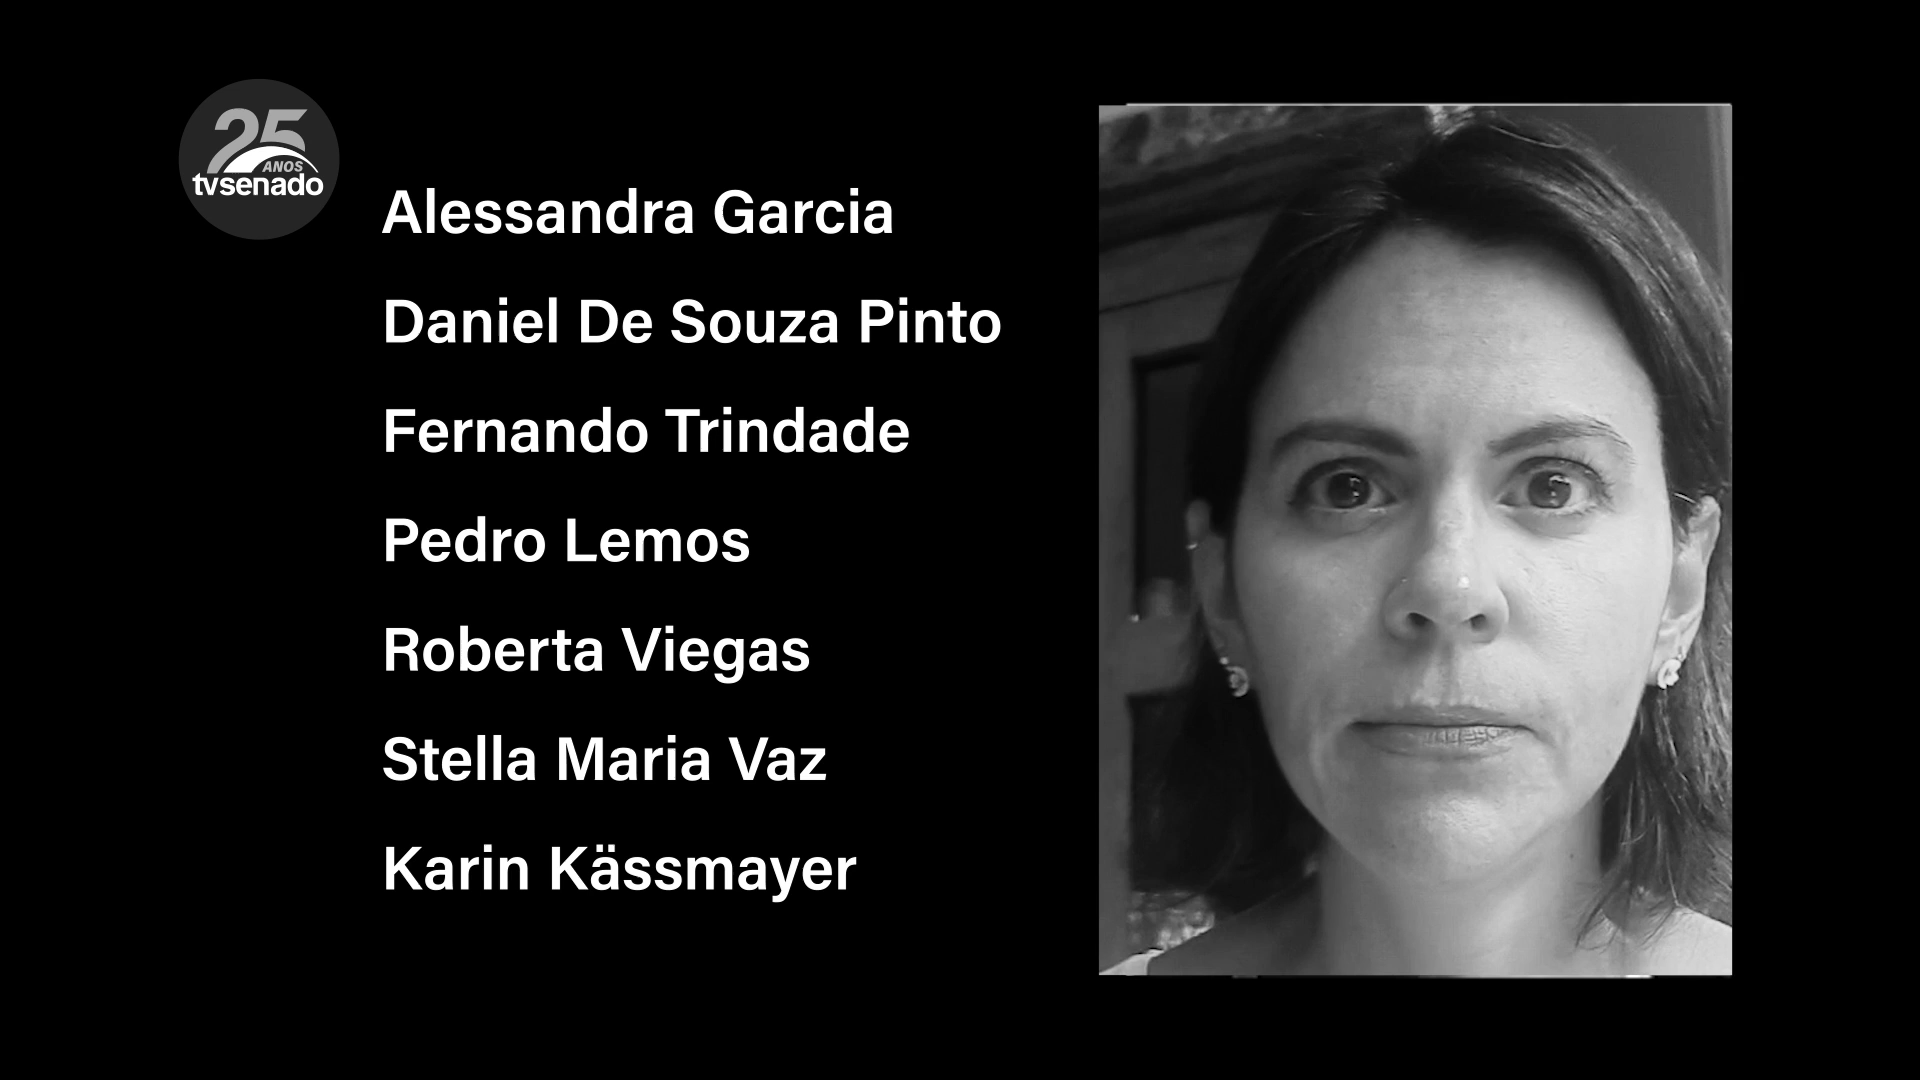 25
ANOS
tvsenado
Alessandra Garcia
Daniel De Souza Pinto
Fernando Trindade
Pedro Lemos
Roberta Viegas
Stella Maria Vaz
Karin Kässmayer